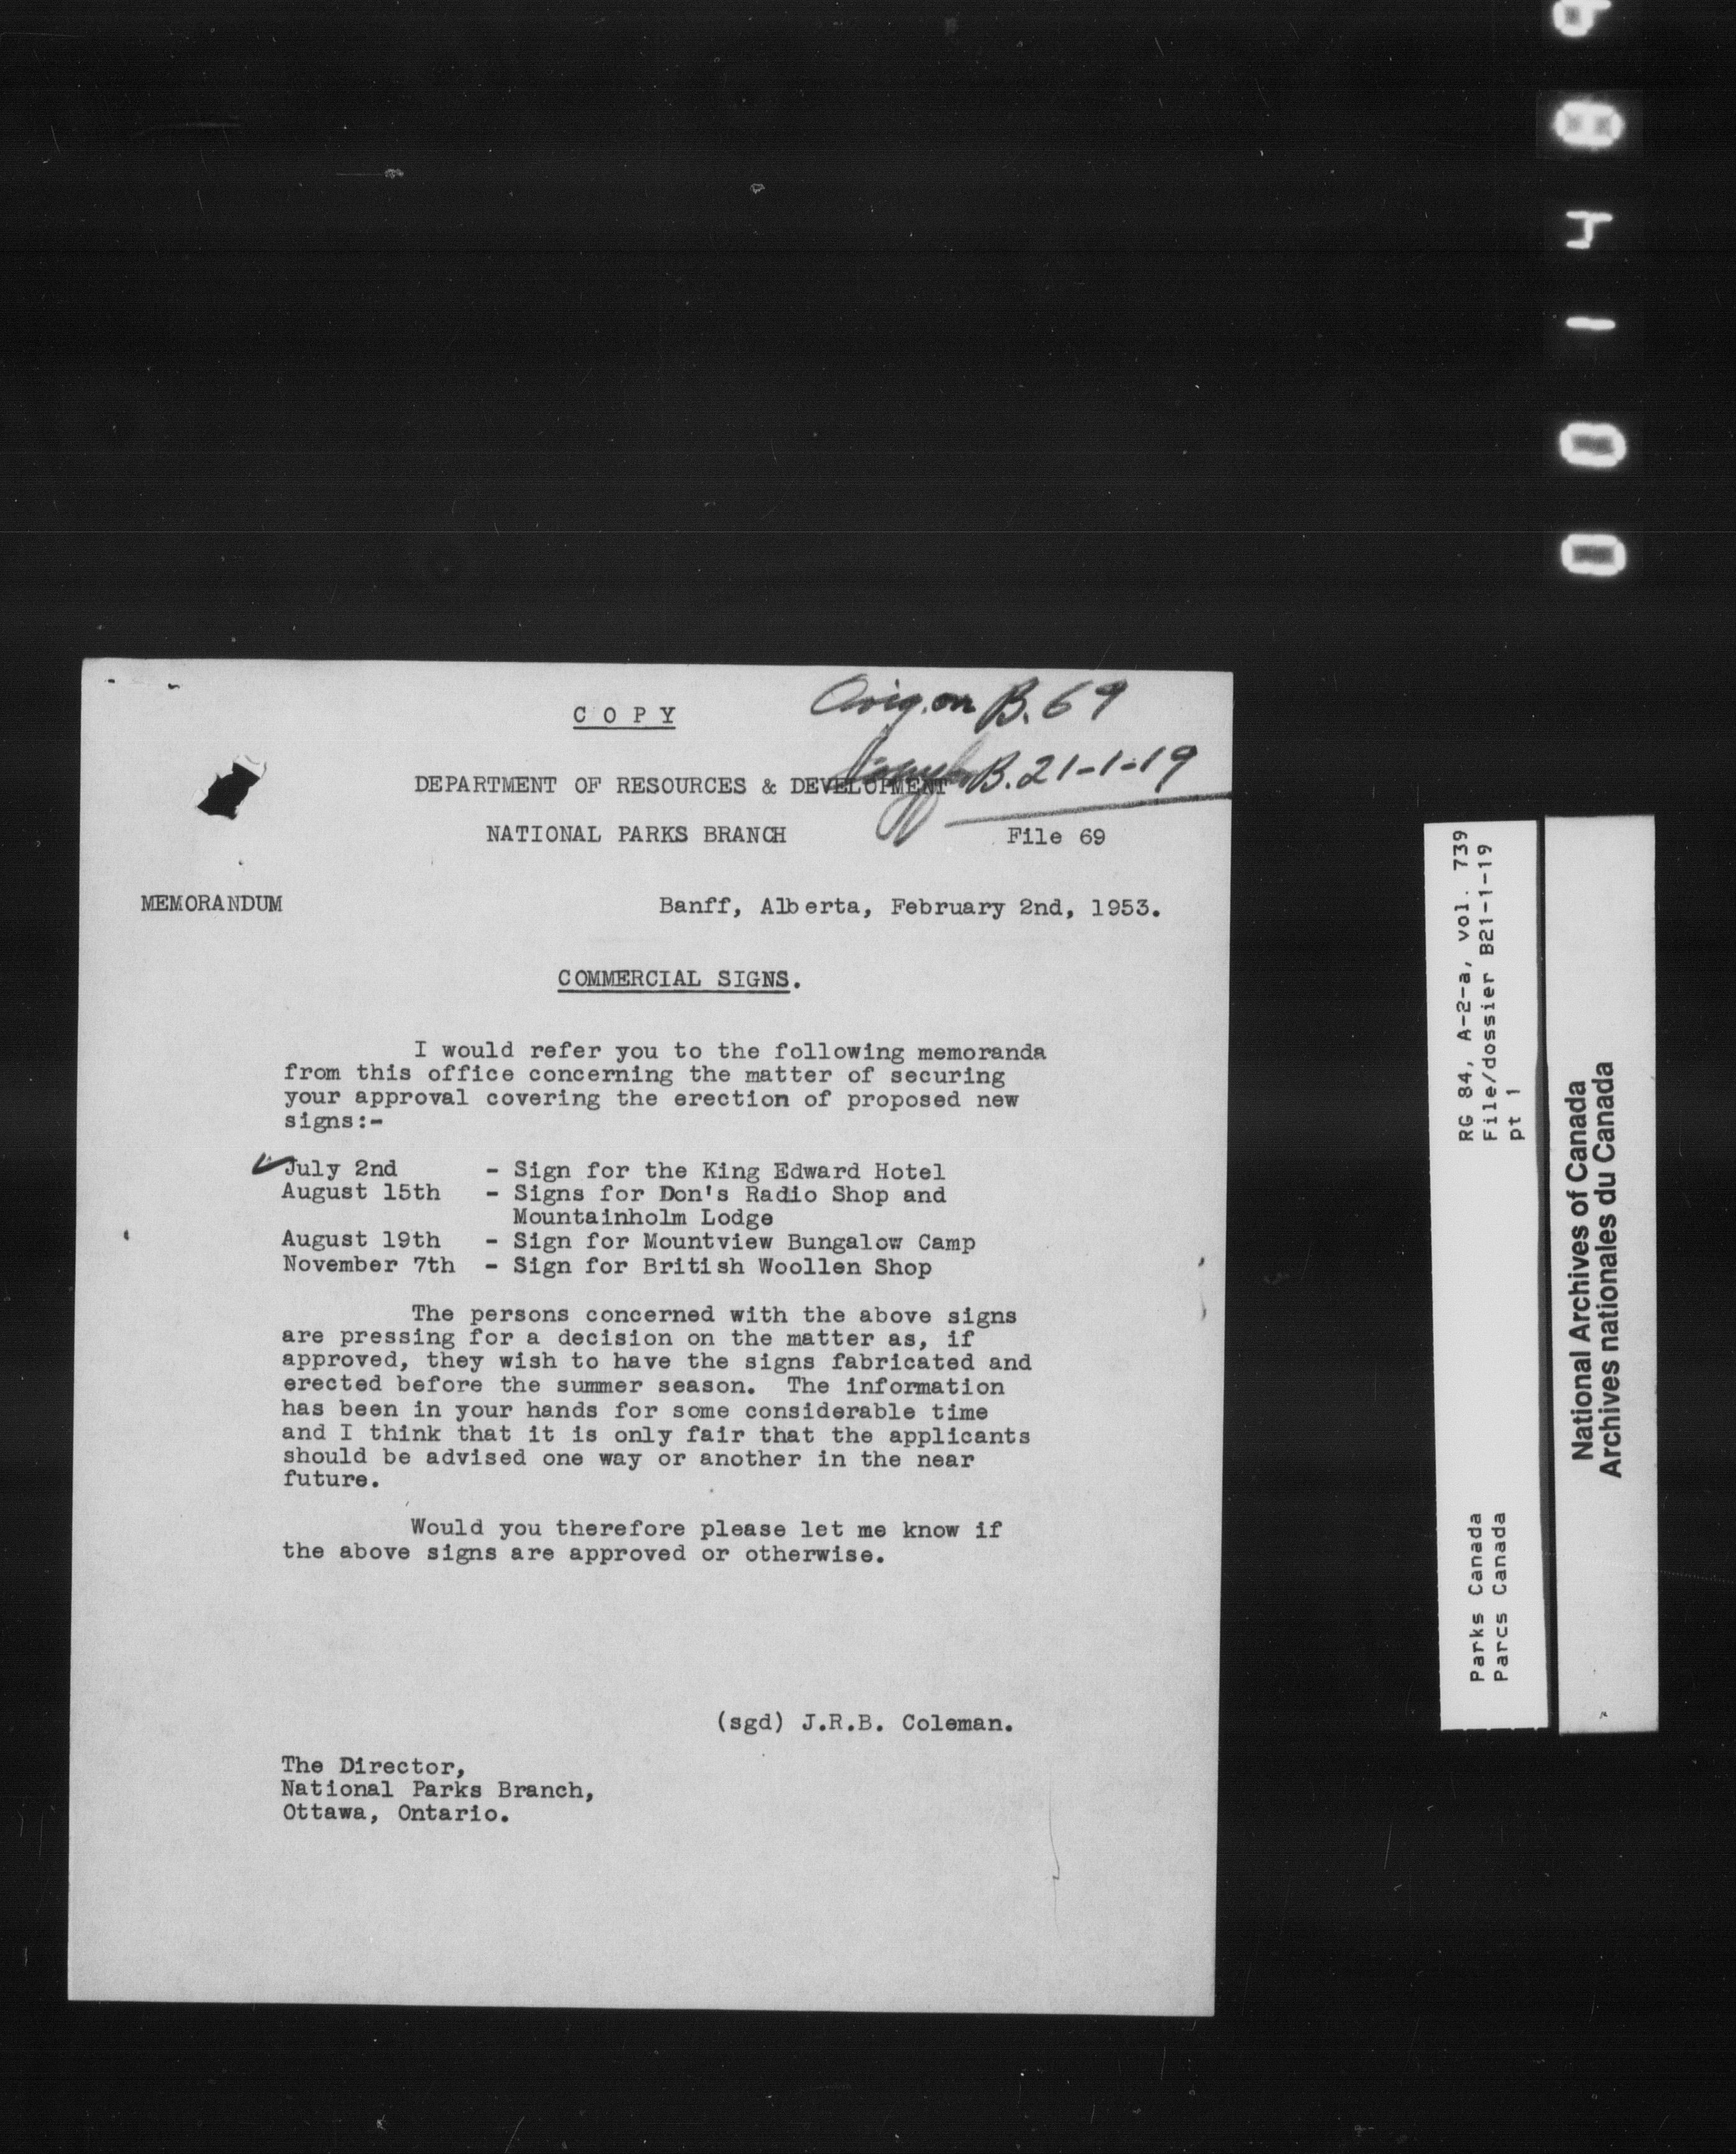 C O P Y
Orig. on B. 69
Copy B. 21-1-19
DEPARTMENT OF RESOURCES & DEVELOPMENT
NATIONAL PARKS BRANCH
File 69
MEMORANDUM
Banff, Alberta, February 2nd, 1953.
COMMERCIAL SIGNS.
I would refer you to the following memoranda
from this office concerning the matter of securing
your approval covering the erection of proposed new
signs:-
July 2nd - Sign for the King Edward Hotel
August 15th - Signs for Don's Radio Shop and
Mountainholm Lodge
August 19th - Sign for Mountview Bungalow Camp
November 7th - Sign for British Woollen Shop
The persons concerned with the above signs
are pressing for a decision on the matter as, if
approved, they wish to have the signs fabricated and
erected before the summer season. The information
has been in your hands for some considerable time
and I think that it is only fair that the applicants
should be advised one way or another in the near
future.
Would you therefore please let me know if
the above signs are approved or otherwise.
(sgd) J.R.B. Coleman.
The Director,
National Parks Branch,
Ottawa, Ontario.
RG 84, A-2-a, vol. 739
File/dossier B21-1-19
pt 1
Parks Canada
Parcs Canada
National Archives of Canada
Archives nationales du Canada